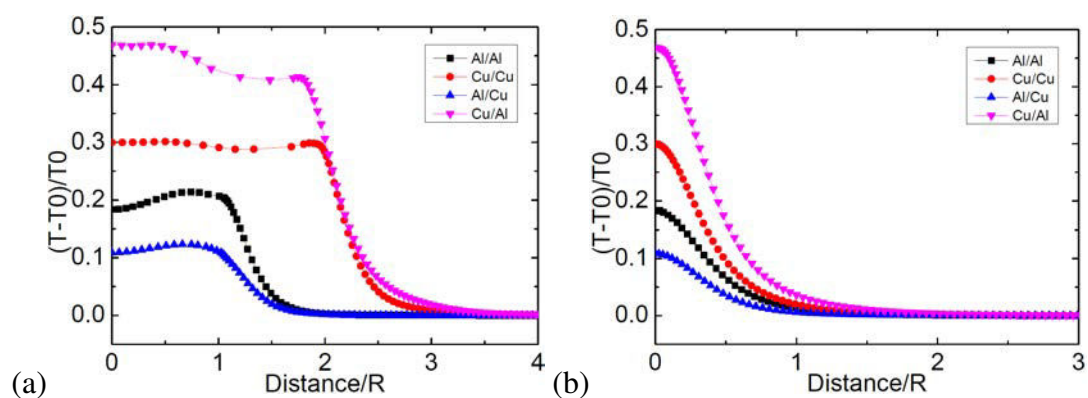 0.5
0.4
0.3
0.2
0.1
0.0
(T-T0)/T0
Al/Al
Cu/Cu
Al/Cu
Cu/Al
0 1 2 3 4
Distance/R
(a)
0.5
0.4
0.3
0.2
0.1
0.0
(T-T0)/T0
Al/Al
Cu/Cu
Al/Cu
Cu/Al
0 1 2 3
Distance/R
(b)